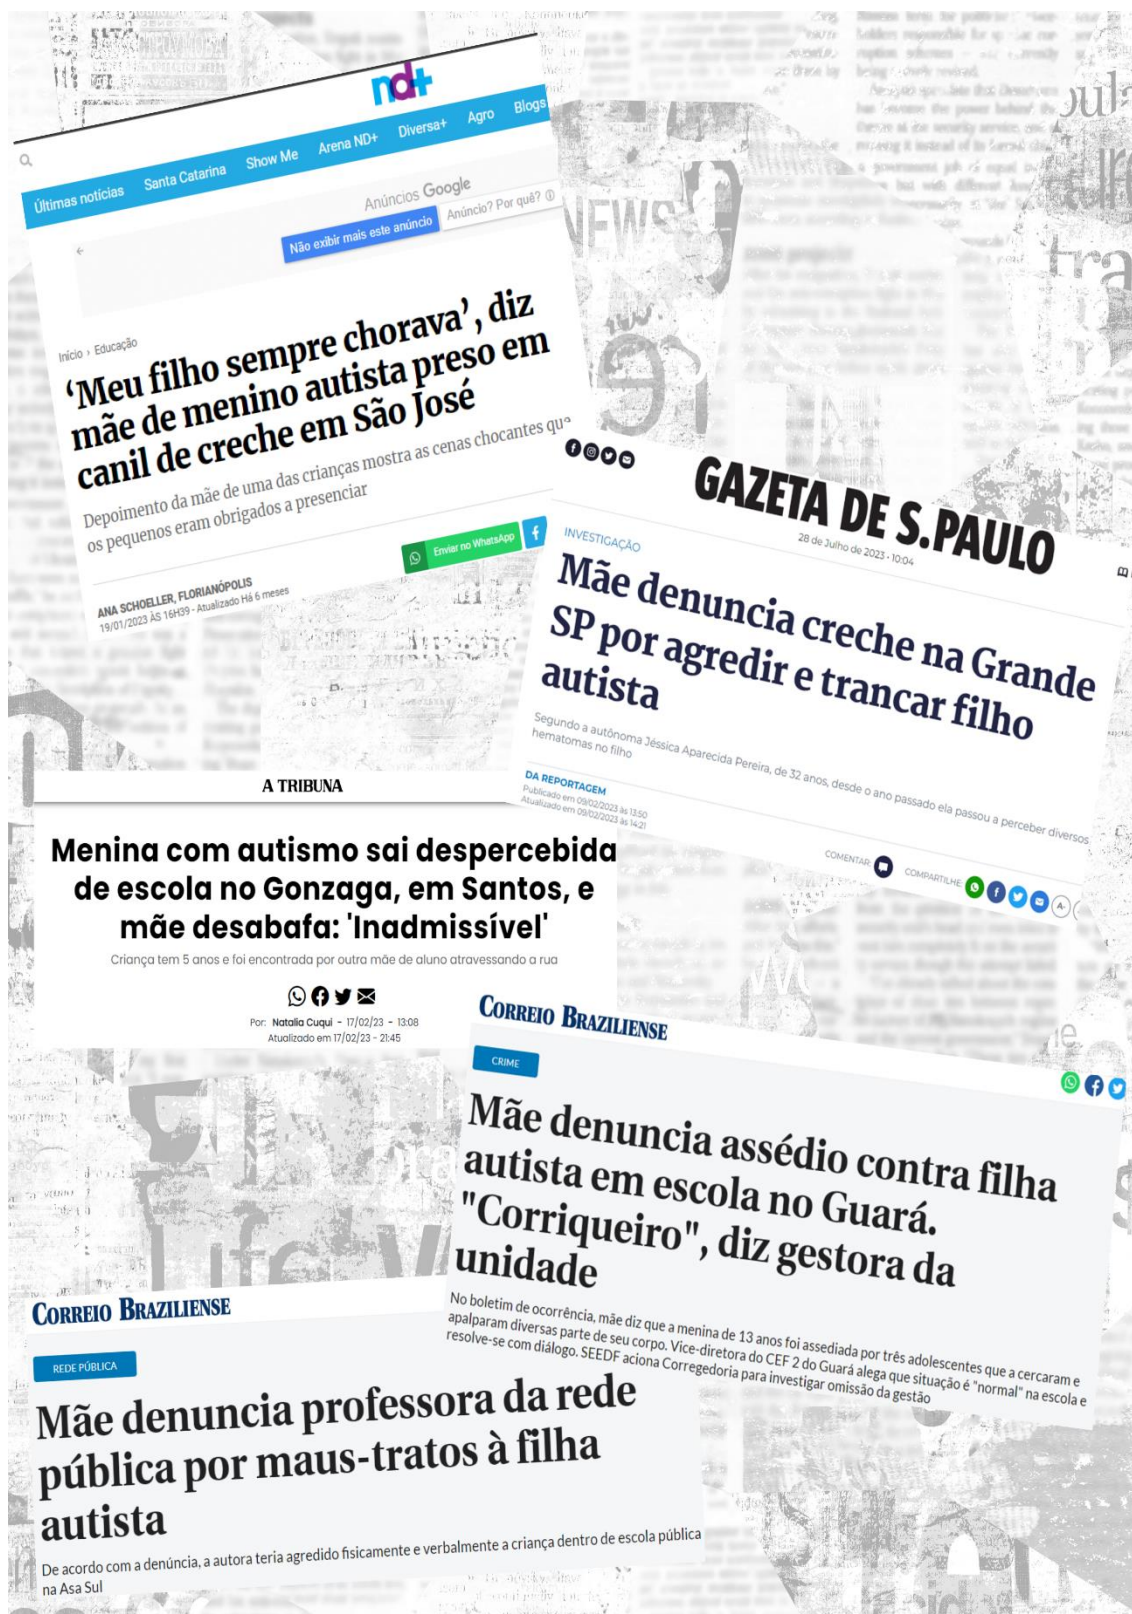 nd+
Últimas notícias Santa Catarina Show Me Arena ND+ Diversa+ Agro Blogs
Anúncios Google
Não exibir mais este anúncio Anúncio? Por quê?
Início › Educação
‘Meu filho sempre chorava’, diz
mãe de menino autista preso em
canil de creche em São José
Depoimento da mãe de uma das crianças mostra as cenas chocantes que
os pequenos eram obrigados a presenciar
Enviar no WhatsApp
ANA SCHOELLER, FLORIANÓPOLIS
19/01/2023 ÀS 16H39 - Atualizado Há 6 meses
NEWS
GAZETA DE S.PAULO
28 de Julho de 2023 - 10:04
INVESTIGAÇÃO
Mãe denuncia creche na Grande
SP por agredir e trancar filho
autista
Segundo a autônoma Jéssica Aparecida Pereira, de 32 anos, desde o ano passado ela passou a perceber diversos
hematomas no filho
DA REPORTAGEM
Publicado em 09/02/2023 às 13:50
Atualizado em 09/02/2023 às 14:21
COMENTAR: COMPARTILHE: A-
A TRIBUNA
Menina com autismo sai despercebida
de escola no Gonzaga, em Santos, e
mãe desabafa: 'Inadmissível'
Criança tem 5 anos e foi encontrada por outra mãe de aluno atravessando a rua
Por: Natalia Cuqui - 17/02/23 - 13:08
Atualizado em 17/02/23 - 21:45
CORREIO BRAZILIENSE
CRIME
Mãe denuncia assédio contra filha
autista em escola no Guará.
"Corriqueiro", diz gestora da
unidade
No boletim de ocorrência, mãe diz que a menina de 13 anos foi assediada por três adolescentes que a cercaram e
apalparam diversas parte de seu corpo. Vice-diretora do CEF 2 do Guará alega que situação é "normal" na escola e
resolve-se com diálogo. SEEDF aciona Corregedoria para investigar omissão da gestão
CORREIO BRAZILIENSE
REDE PÚBLICA
Mãe denuncia professora da rede
pública por maus-tratos à filha
autista
De acordo com a denúncia, a autora teria agredido fisicamente e verbalmente a criança dentro de escola pública
na Asa Sul